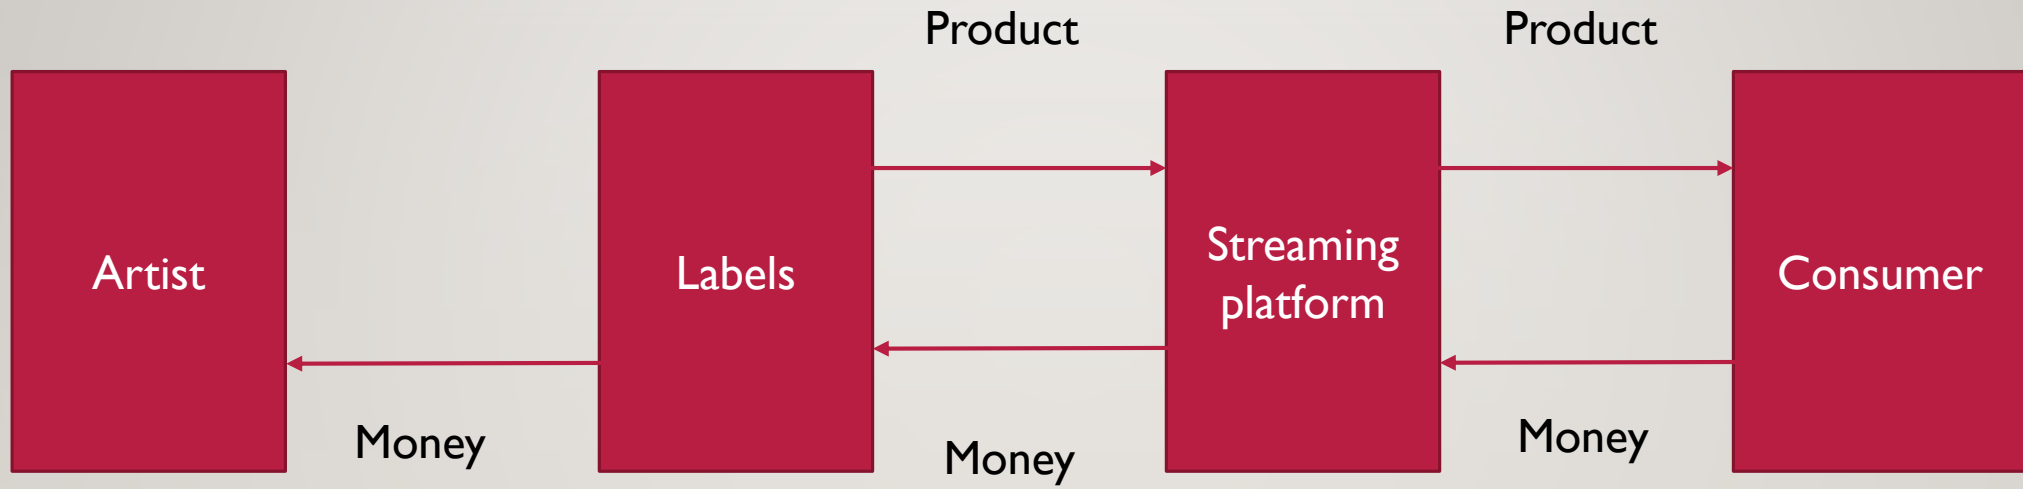 Product
Product
Artist
Labels
Streaming
platform
Consumer
Money
Money
Money